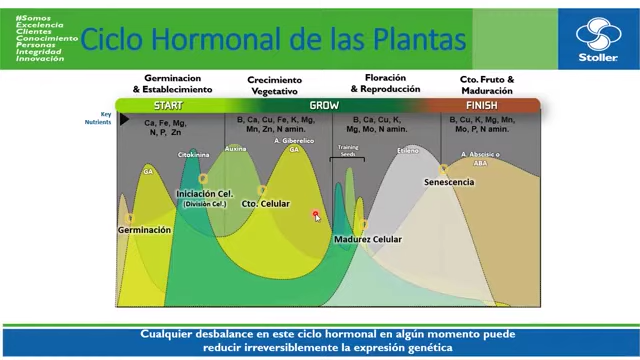 #Somos
Excelencia
Clientes
Conocimiento
Personas
Integridad
Innovación
Ciclo Hormonal de las Plantas
Stoller
Germinacion
& Establecimiento
Crecimiento
Vegetativo
Floración
& Reproducción
Cto. Fruto &
Maduración
START
GROW
FINISH
Key
Nutrients
Ca, Fe, Mg,
N, P, Zn
B, Ca, Cu, Fe, K, Mg,
Mn, Zn, N amin.
B, Ca, Cu, K,
Mg, Mo, N amin.
B, K, Cu, Mg, Mn,
Mo, P, N amin.
GA
Citokinina
Auxina
A. Giberelico
GA
Training
Seeds
Etileno
A. Abscisic o
ABA
Germinación
Iniciación Cel.
(División Cel.)
Cto. Celular
Madurez Celular
Senescencia
Cualquier desbalance en este ciclo hormonal en algún momento puede
reducir irreversiblemente la expresión genética